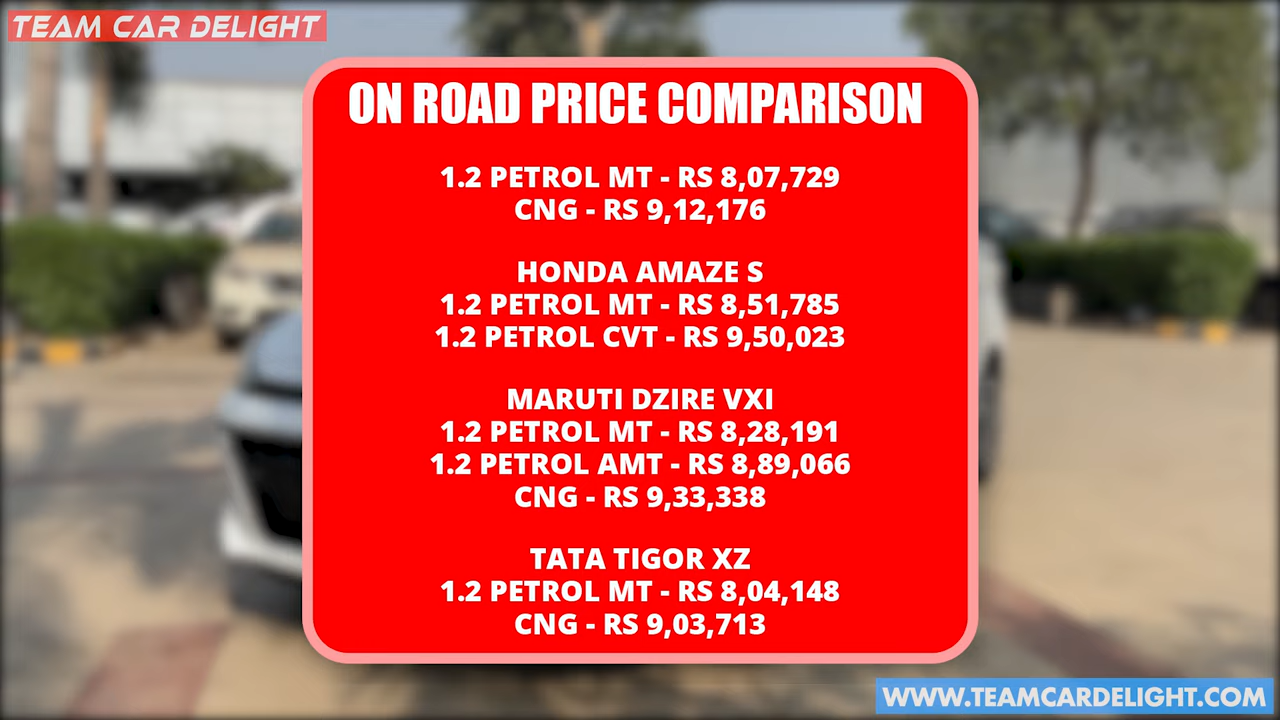 TEAM CAR DELIGHT
ON ROAD PRICE COMPARISON
1.2 PETROL MT - RS 8,07,729
CNG - RS 9,12,176
HONDA AMAZE S
1.2 PETROL MT - RS 8,51,785
1.2 PETROL CVT - RS 9,50,023
MARUTI DZIRE VXI
1.2 PETROL MT - RS 8,28,191
1.2 PETROL AMT - RS 8,89,066
CNG - RS 9,33,338
TATA TIGOR XZ
1.2 PETROL MT - RS 8,04,148
CNG - RS 9,03,713
WWW.TEAMCARDELIGHT.COM